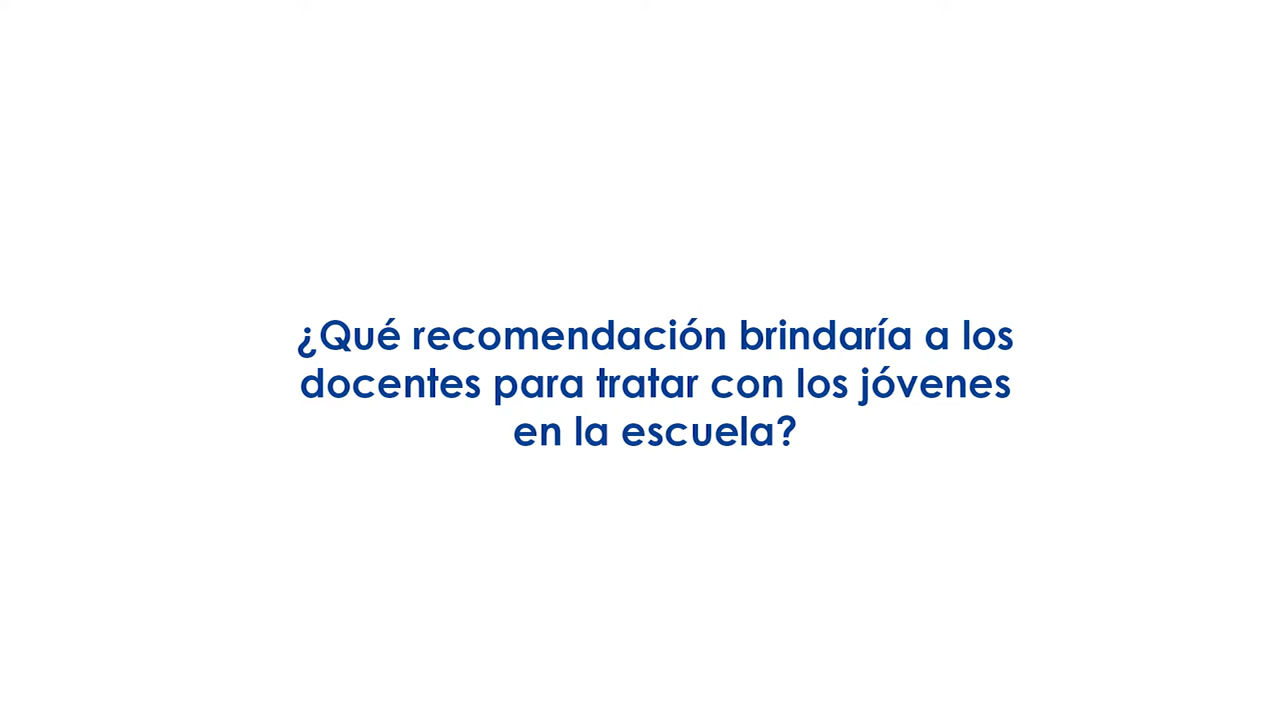 ¿Qué recomendación brindaría a los
docentes para tratar con los jóvenes
en la escuela?